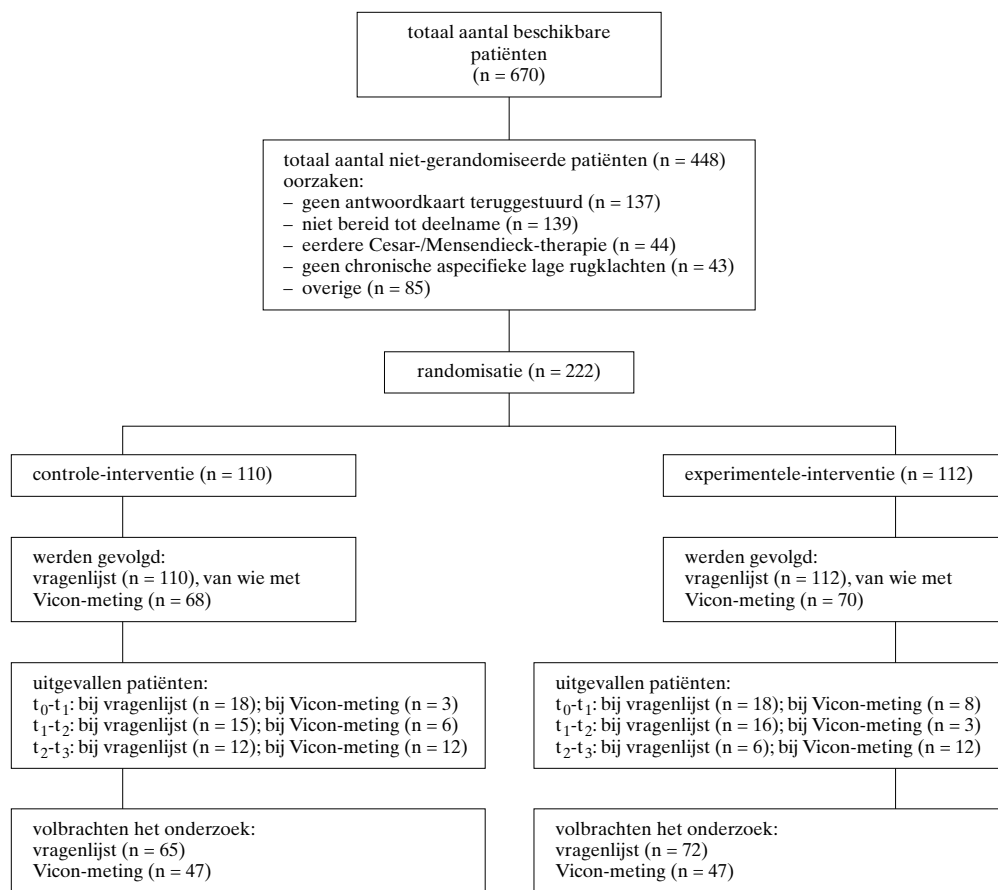 totaal aantal beschikbare
patiënten
(n = 670)
totaal aantal niet-gerandomiseerde patiënten (n = 448)
oorzaken:
– geen antwoordkaart teruggestuurd (n = 137)
– niet bereid tot deelname (n = 139)
– eerdere Cesar-/Mensendieck-therapie (n = 44)
– geen chronische aspecifieke lage rugklachten (n = 43)
– overige (n = 85)
randomisatie (n = 222)
controle-interventie (n = 110)
werden gevolgd:
vragenlijst (n = 110), van wie met
Vicon-meting (n = 68)
uitgevallen patiënten:
t₀-t₁: bij vragenlijst (n = 18); bij Vicon-meting (n = 3)
t₁-t₂: bij vragenlijst (n = 15); bij Vicon-meting (n = 6)
t₂-t₃: bij vragenlijst (n = 12); bij Vicon-meting (n = 12)
volbrachten het onderzoek:
vragenlijst (n = 65)
Vicon-meting (n = 47)
experimentele-interventie (n = 112)
werden gevolgd:
vragenlijst (n = 112), van wie met
Vicon-meting (n = 70)
uitgevallen patiënten:
t₀-t₁: bij vragenlijst (n = 18); bij Vicon-meting (n = 8)
t₁-t₂: bij vragenlijst (n = 16); bij Vicon-meting (n = 3)
t₂-t₃: bij vragenlijst (n = 6); bij Vicon-meting (n = 12)
volbrachten het onderzoek:
vragenlijst (n = 72)
Vicon-meting (n = 47)